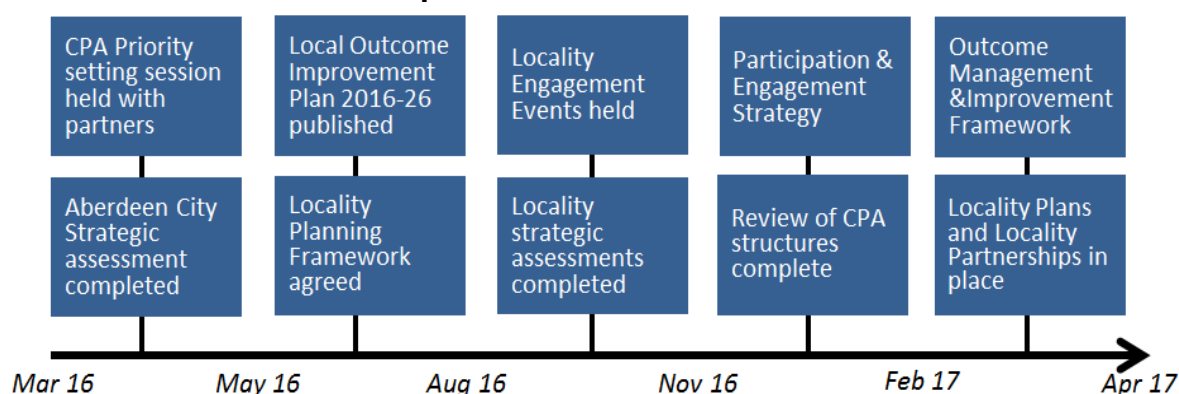 CPA Priority
setting session
held with
partners
Local Outcome
Improvement
Plan 2016-26
published
Locality
Engagement
Events held
Participation &
Engagement
Strategy
Outcome
Management
&Improvement
Framework
Aberdeen City
Strategic
assessment
completed
Locality
Planning
Framework
agreed
Locality
strategic
assessments
completed
Review of CPA
structures
complete
Locality Plans
and Locality
Partnerships in
place
Mar 16
May 16
Aug 16
Nov 16
Feb 17
Apr 17